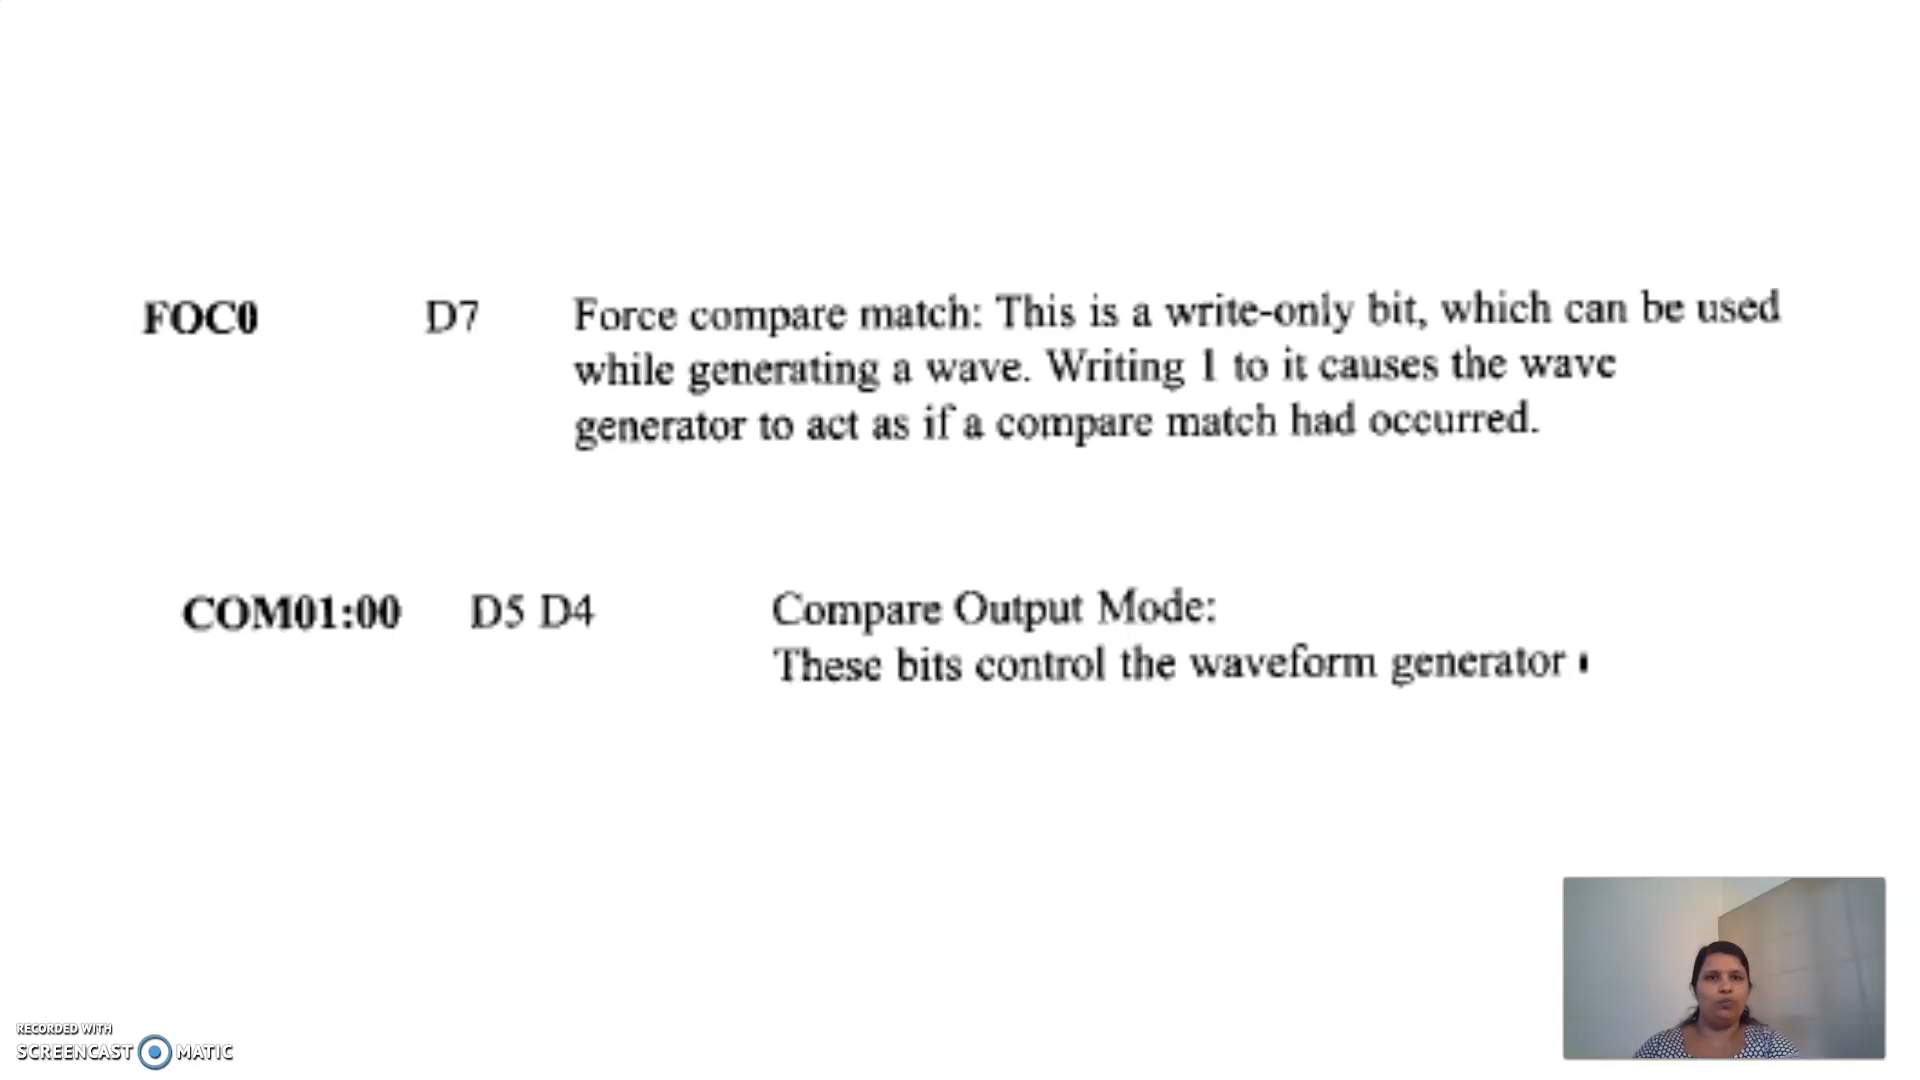 FOC0 D7 Force compare match: This is a write-only bit, which can be used
while generating a wave. Writing 1 to it causes the wave
generator to act as if a compare match had occurred.
COM01:00 D5 D4 Compare Output Mode:
These bits control the waveform generator
RECORDED WITH
SCREENCAST MATIC